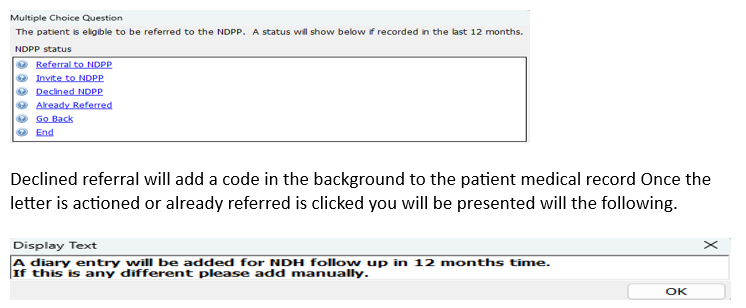 Multiple Choice Question
The patient is eligible to be referred to the NDPP. A status will show below if recorded in the last 12 months.
NDPP status
Referral to NDPP
Invite to NDPP
Declined NDPP
Already Referred
Go Back
End
Declined referral will add a code in the background to the patient medical record Once the
letter is actioned or already referred is clicked you will be presented will the following.
Display Text
A diary entry will be added for NDH follow up in 12 months time.
If this is any different please add manually.
OK